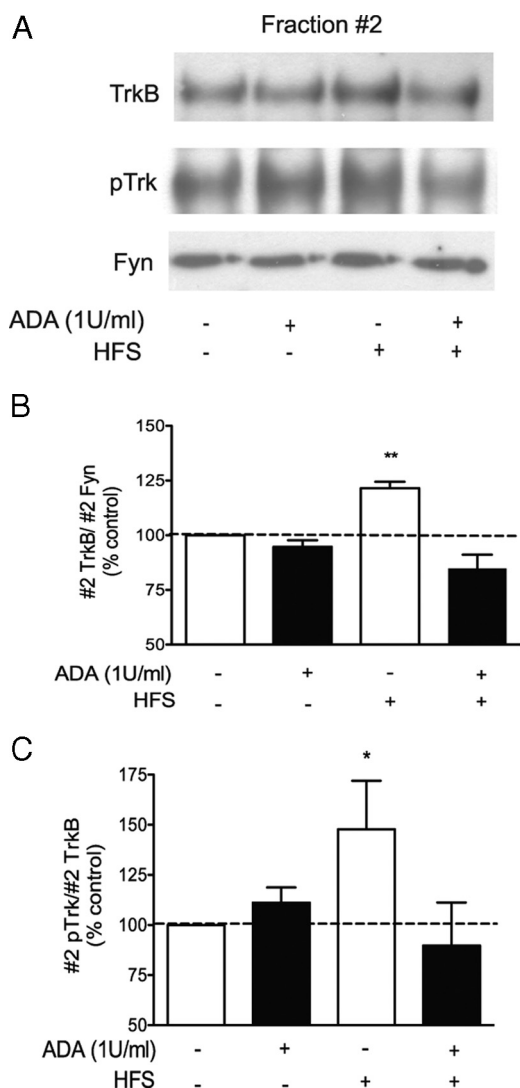 A
Fraction #2
TrkB
pTrk
Fyn
ADA (1U/ml) - + - +
HFS - - + +
B
#2 TrkB/ #2 Fyn
(% control)
150
125
100
75
50
**
ADA (1U/ml) - + - +
HFS - - + +
C
#2 pTrk/#2 TrkB
(% control)
175
150
125
100
75
50
*
ADA (1U/ml) - + - +
HFS - - + +